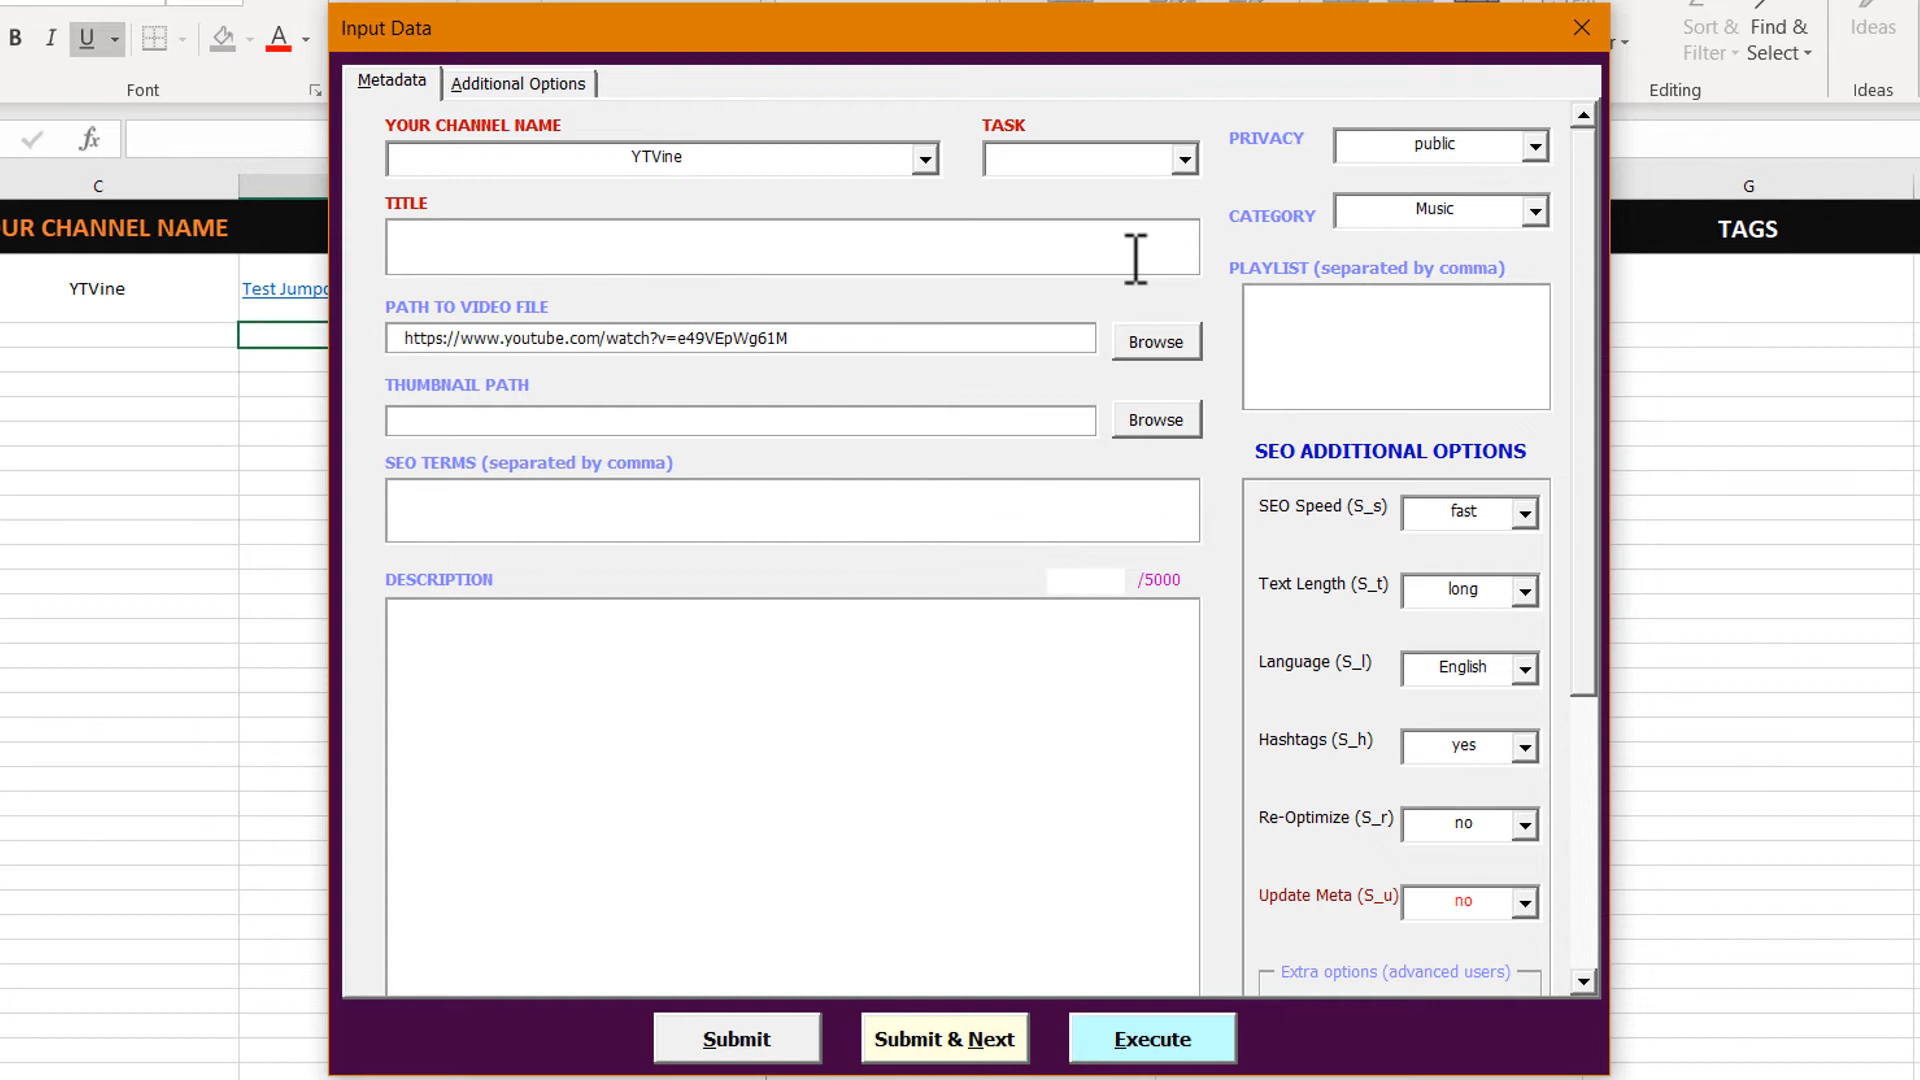 Input Data
B I U A
Sort & Find &
Filter Select
Ideas
Font
Editing
Ideas
Metadata
Additional Options
fx
YOUR CHANNEL NAME
TASK
PRIVACY
public
YTVine
C
G
TITLE
CATEGORY
Music
UR CHANNEL NAME
TAGS
PLAYLIST (separated by comma)
YTVine
Test Jumpc
PATH TO VIDEO FILE
https://www.youtube.com/watch?v=e49VEpWg61M
Browse
THUMBNAIL PATH
Browse
SEO TERMS (separated by comma)
SEO ADDITIONAL OPTIONS
SEO Speed (S_s)
fast
DESCRIPTION
/5000
Text Length (S_t)
long
Language (S_l)
English
Hashtags (S_h)
yes
Re-Optimize (S_r)
no
Update Meta (S_u)
no
Extra options (advanced users)
Submit
Submit & Next
Execute